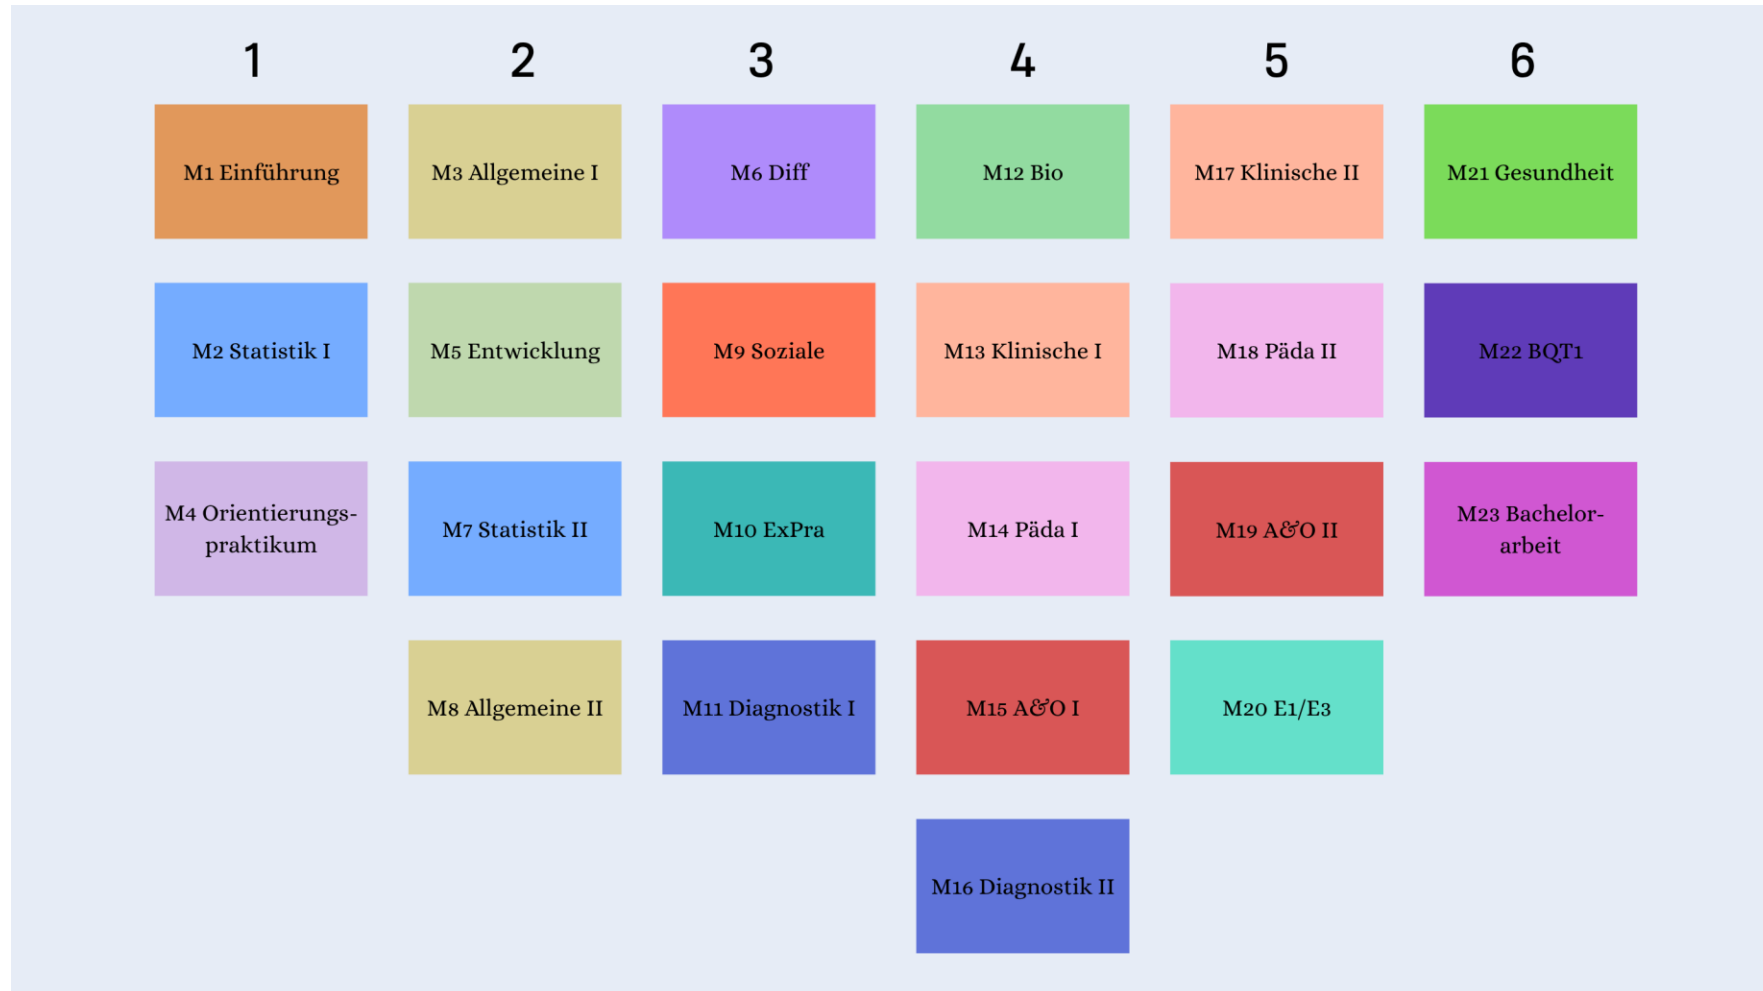 1 2 3 4 5 6
M1 Einführung
M3 Allgemeine I
M6 Diff
M12 Bio
M17 Klinische II
M21 Gesundheit
M2 Statistik I
M5 Entwicklung
M9 Soziale
M13 Klinische I
M18 Päda II
M22 BQT1
M4 Orientierungs-
praktikum
M7 Statistik II
M10 ExPra
M14 Päda I
M19 A&O II
M23 Bachelor-
arbeit
M8 Allgemeine II
M11 Diagnostik I
M15 A&O I
M20 E1/E3
M16 Diagnostik II